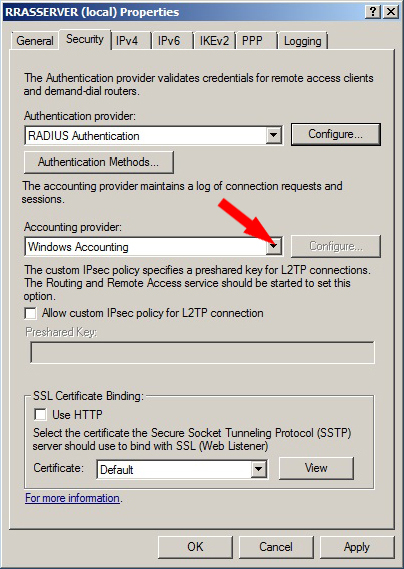 RRASSERVER (local) Properties
General Security IPv4 IPv6 IKEv2 PPP Logging
The Authentication provider validates credentials for remote access clients
and demand-dial routers.
Authentication provider:
RADIUS Authentication Configure...
Authentication Methods...
The accounting provider maintains a log of connection requests and
sessions.
Accounting provider:
Windows Accounting Configure...
The custom IPsec policy specifies a preshared key for L2TP connections.
The Routing and Remote Access service should be started to set this
option.
Allow custom IPsec policy for L2TP connection
Preshared Key:
SSL Certificate Binding:
Use HTTP
Select the certificate the Secure Socket Tunneling Protocol (SSTP)
server should use to bind with SSL (Web Listener)
Certificate: Default View
For more information.
OK Cancel Apply